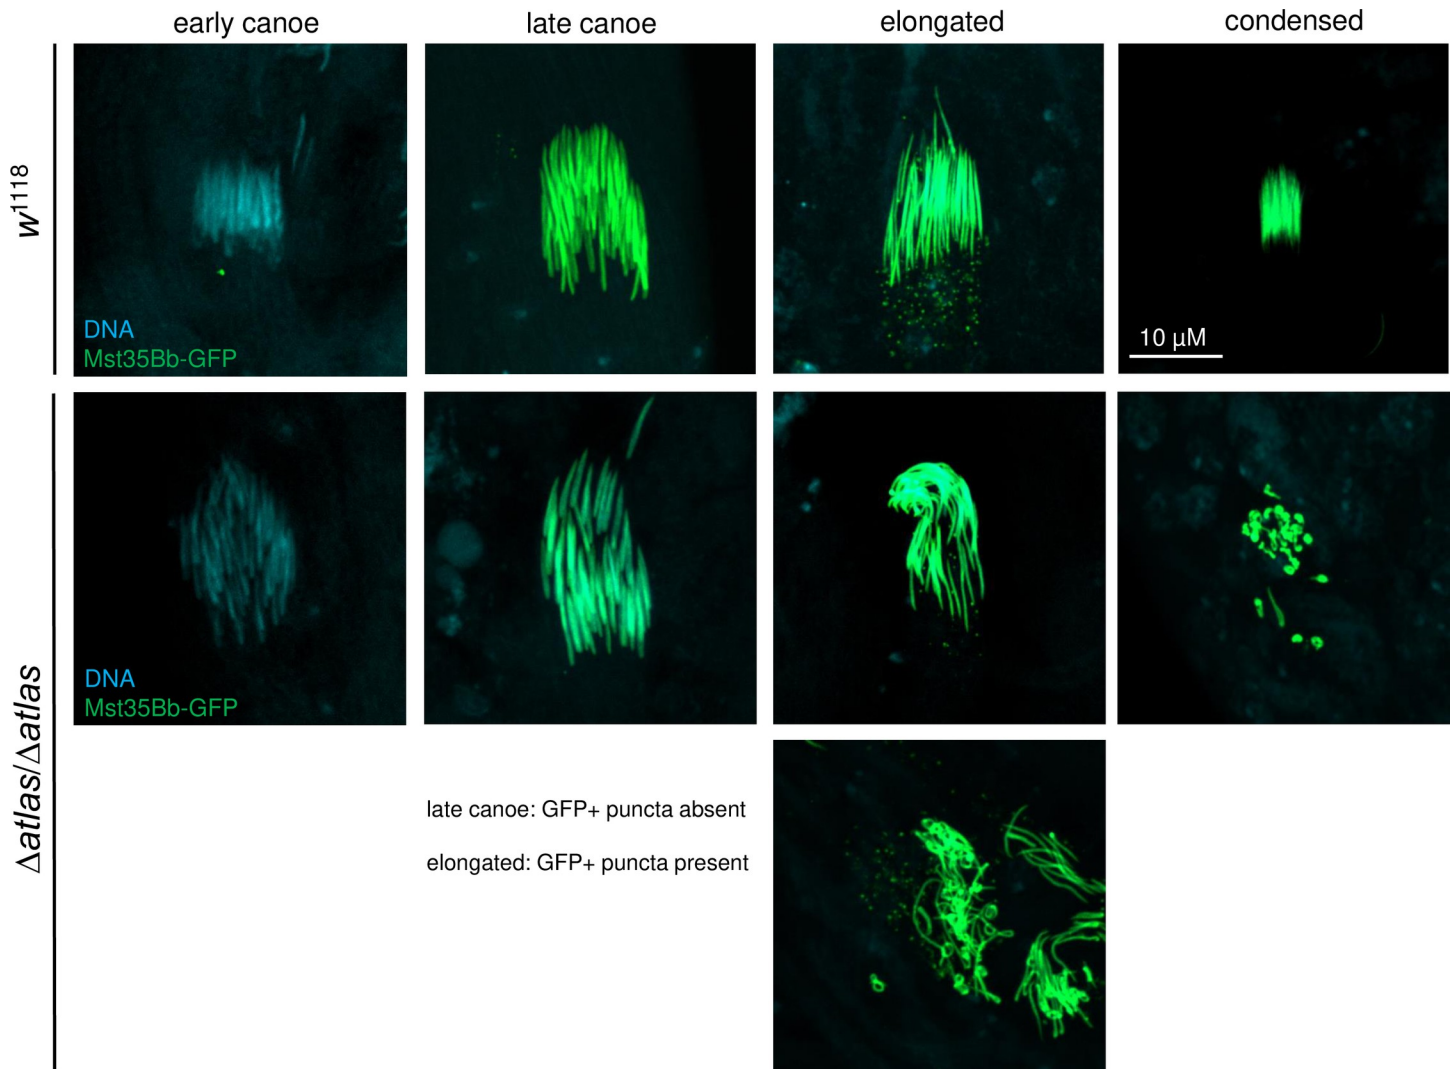 early canoe
late canoe
elongated
condensed
w¹¹¹⁸
DNA
Mst35Bb-GFP
10 µM
Δatlas/Δatlas
DNA
Mst35Bb-GFP
late canoe: GFP+ puncta absent
elongated: GFP+ puncta present